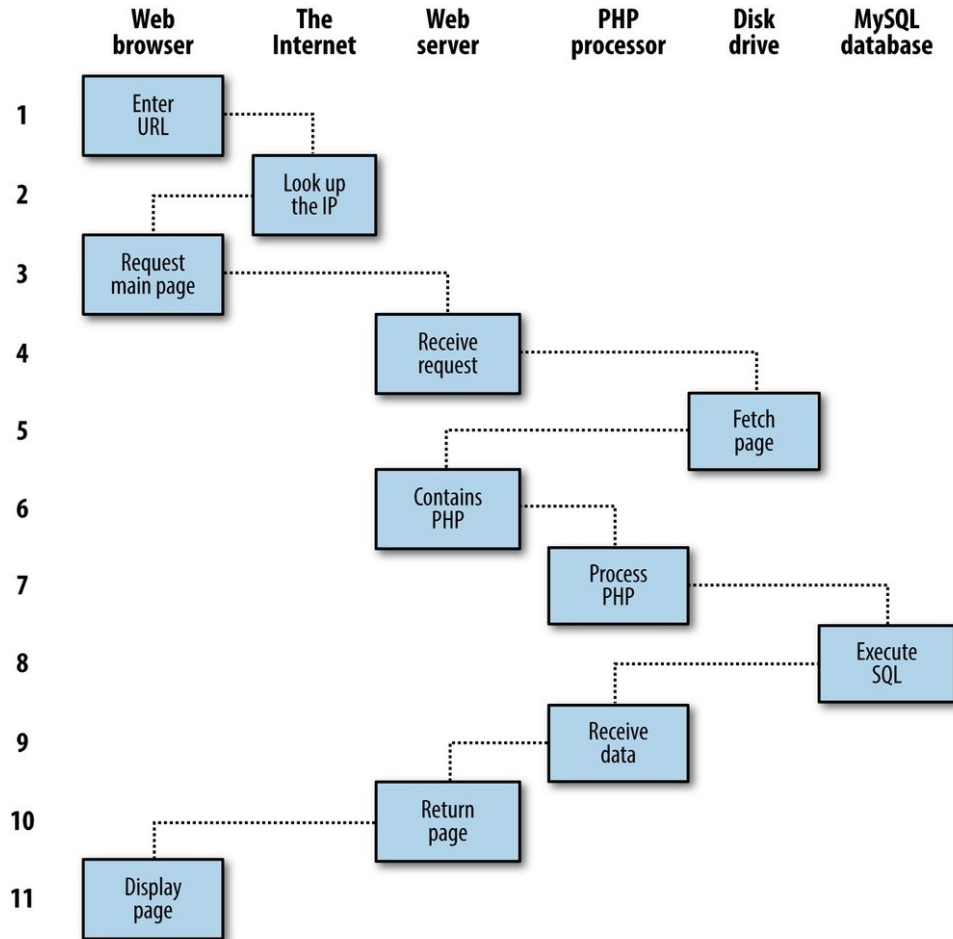 Web
browser
The
Internet
Web
server
PHP
processor
Disk
drive
MySQL
database
1
Enter
URL
2
Look up
the IP
3
Request
main page
4
Receive
request
5
Fetch
page
6
Contains
PHP
7
Process
PHP
8
Execute
SQL
9
Receive
data
10
Return
page
11
Display
page